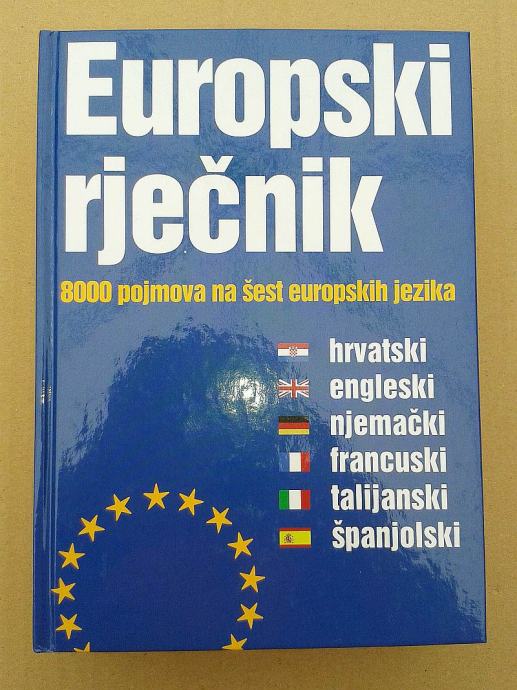 Europski
rječnik
8000 pojmova na šest europskih jezika
hrvatski
engleski
njemački
francuski
talijanski
španjolski